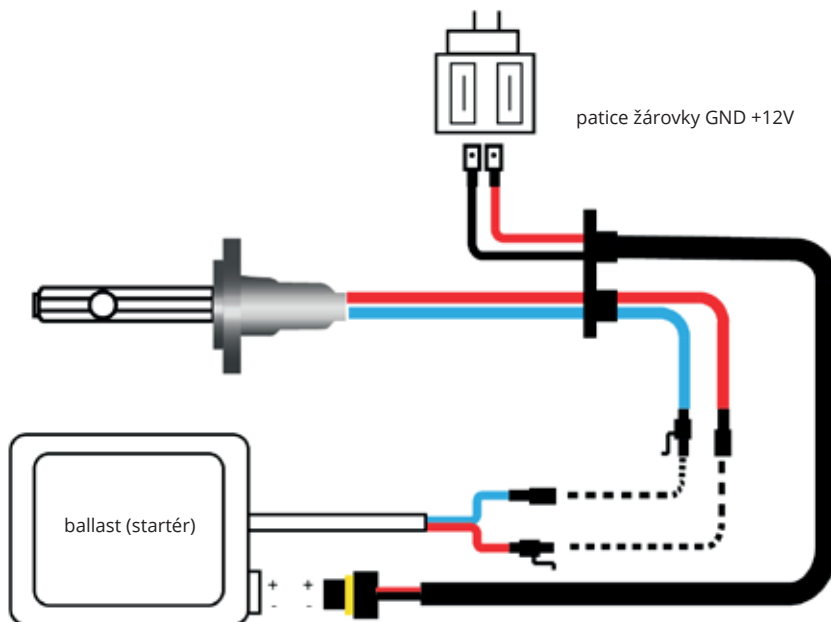 patice žárovky GND +12V
ballast (startér)
+ +
- -